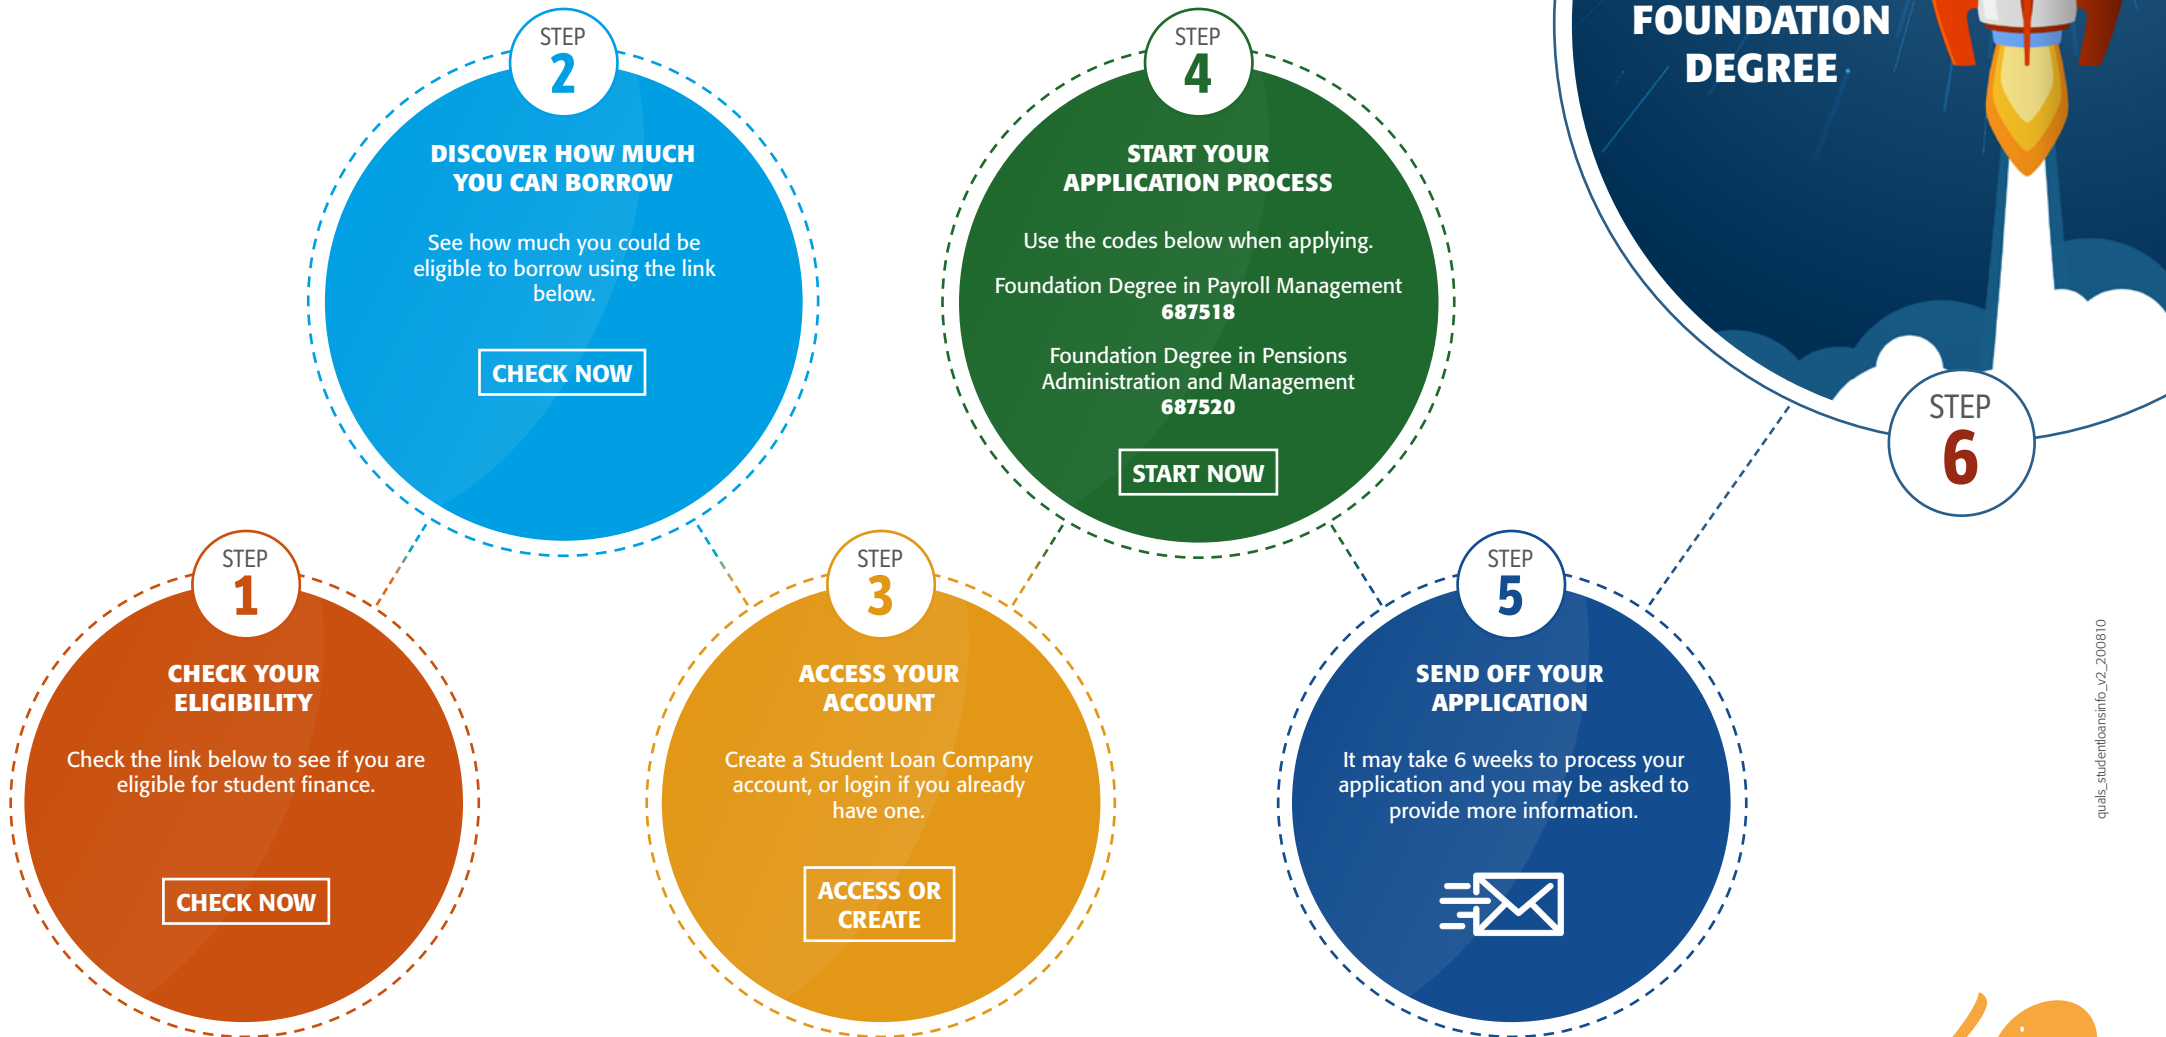 STEP
1
CHECK YOUR
ELIGIBILITY
Check the link below to see if you are
eligible for student finance.
CHECK NOW
STEP
2
DISCOVER HOW MUCH
YOU CAN BORROW
See how much you could be
eligible to borrow using the link
below.
CHECK NOW
STEP
3
ACCESS YOUR
ACCOUNT
Create a Student Loan Company
account, or login if you already
have one.
ACCESS OR
CREATE
STEP
4
START YOUR
APPLICATION PROCESS
Use the codes below when applying.
Foundation Degree in Payroll Management
687518
Foundation Degree in Pensions
Administration and Management
687520
START NOW
STEP
5
SEND OFF YOUR
APPLICATION
It may take 6 weeks to process your
application and you may be asked to
provide more information.
FOUNDATION
DEGREE
STEP
6
quals_studentloansinfo_v2_200810